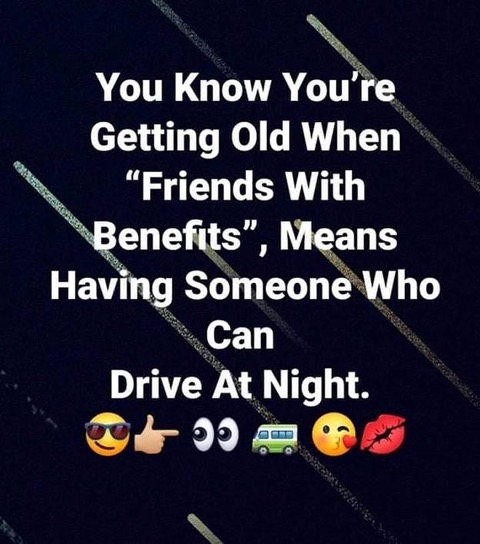 You Know You’re
Getting Old When
“Friends With
Benefits”, Means
Having Someone Who
Can
Drive At Night.
😎👉🏼 👀 🚐 😘💋